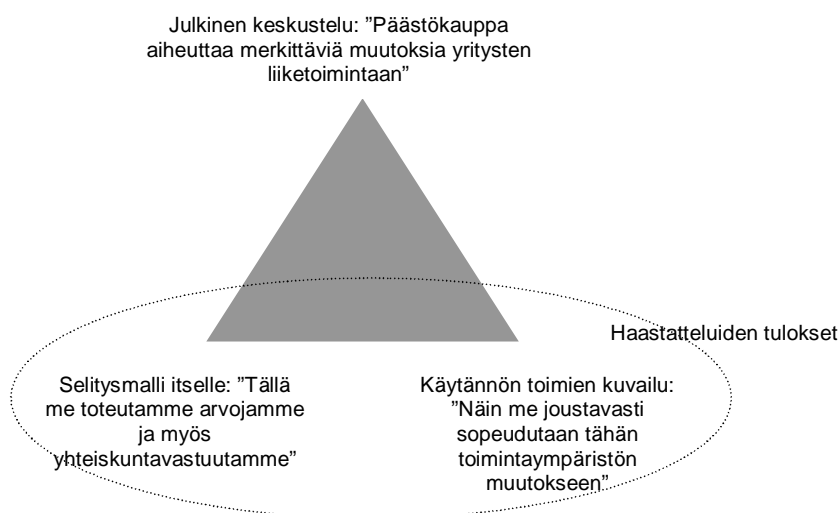 Julkinen keskustelu: ”Päästökauppa
aiheuttaa merkittäviä muutoksia yritysten
liiketoimintaan”
Haastatteluiden tulokset
Selitysmalli itselle: ”Tällä
me toteutamme arvojamme
ja myös
yhteiskuntavastuutamme”
Käytännön toimien kuvailu:
”Näin me joustavasti
sopeudutaan tähän
toimintaympäristön
muutokseen”